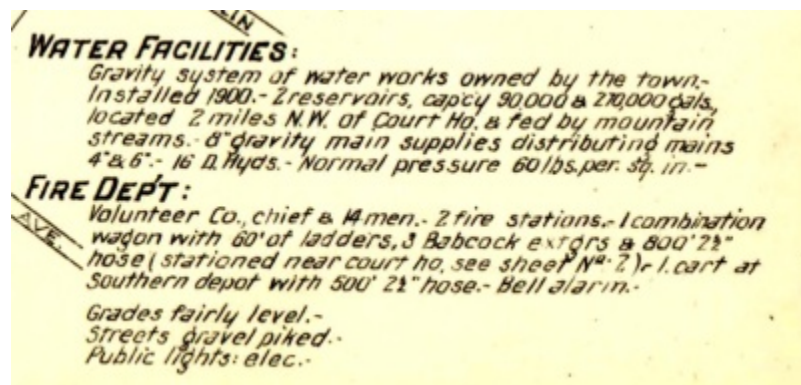 LIN
WATER FACILITIES:
Gravity system of water works owned by the town.-
Installed 1900.- 2 reservoirs, capcy 90,000 & 270,000 gals,
located 2 miles N.W. of Court Ho. & fed by mountain
streams.- 8" gravity main supplies distributing mains
4" & 6".- 16 D. Hyds.- Normal pressure 60 lbs. per. sq. in.-
FIRE DEP'T:
Volunteer Co., chief & 14 men.- 2 fire stations.- 1 combination
AVE.
wagon with 60' of ladders, 3 Babcock extgrs & 800' 2½"
hose (stationed near court ho, see sheet Nº 2).- 1. cart at
Southern depot with 500' 2½" hose.- Bell alarm.-
Grades fairly level.-
Streets gravel piked.-
Public lights: elec.-